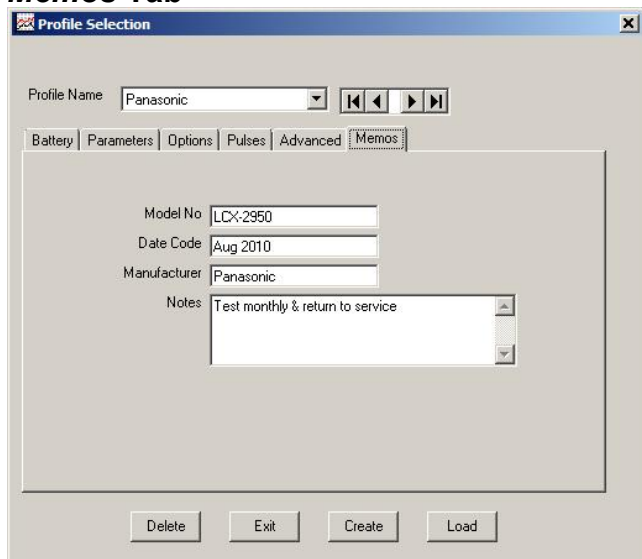 Memos Tab
Profile Selection
Profile Name Panasonic
Battery Parameters Options Pulses Advanced Memos
Model No LCX-2950
Date Code Aug 2010
Manufacturer Panasonic
Notes Test monthly & return to service
Delete Exit Create Load